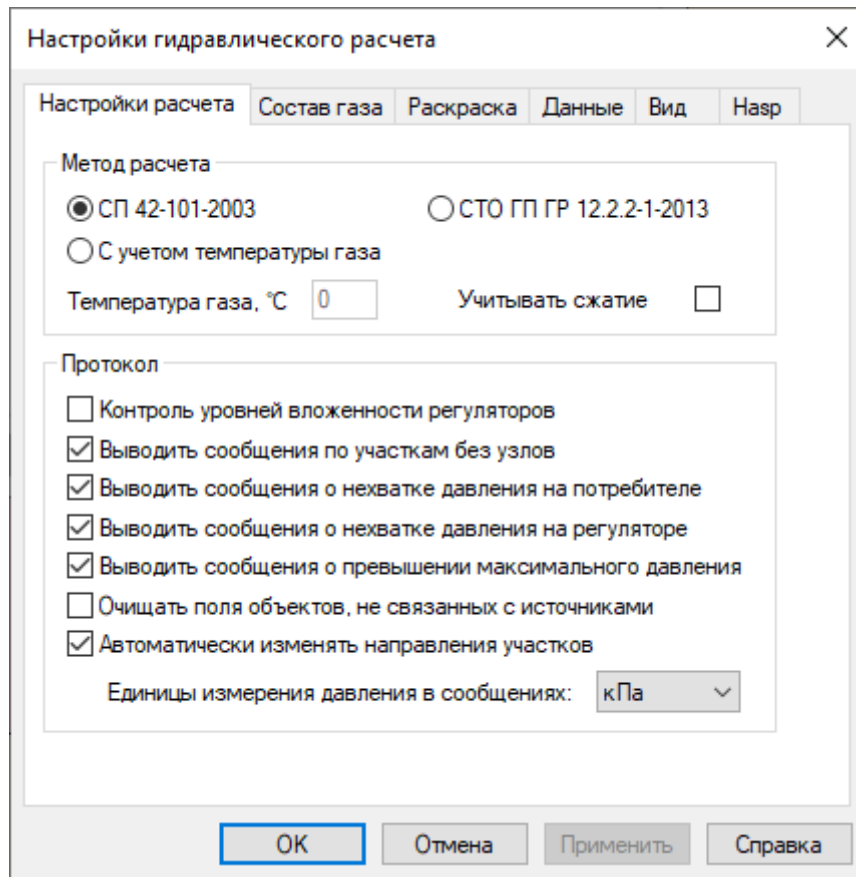 Настройки гидравлического расчета
Настройки расчета Состав газа Раскраска Данные Вид Hasp
Метод расчета
СП 42-101-2003 СТО ГП ГР 12.2.2-1-2013
С учетом температуры газа
Температура газа, °С 0 Учитывать сжатие
Протокол
Контроль уровней вложенности регуляторов
Выводить сообщения по участкам без узлов
Выводить сообщения о нехватке давления на потребителе
Выводить сообщения о нехватке давления на регуляторе
Выводить сообщения о превышении максимального давления
Очищать поля объектов, не связанных с источниками
Автоматически изменять направления участков
Единицы измерения давления в сообщениях: кПа
OK Отмена Применить Справка